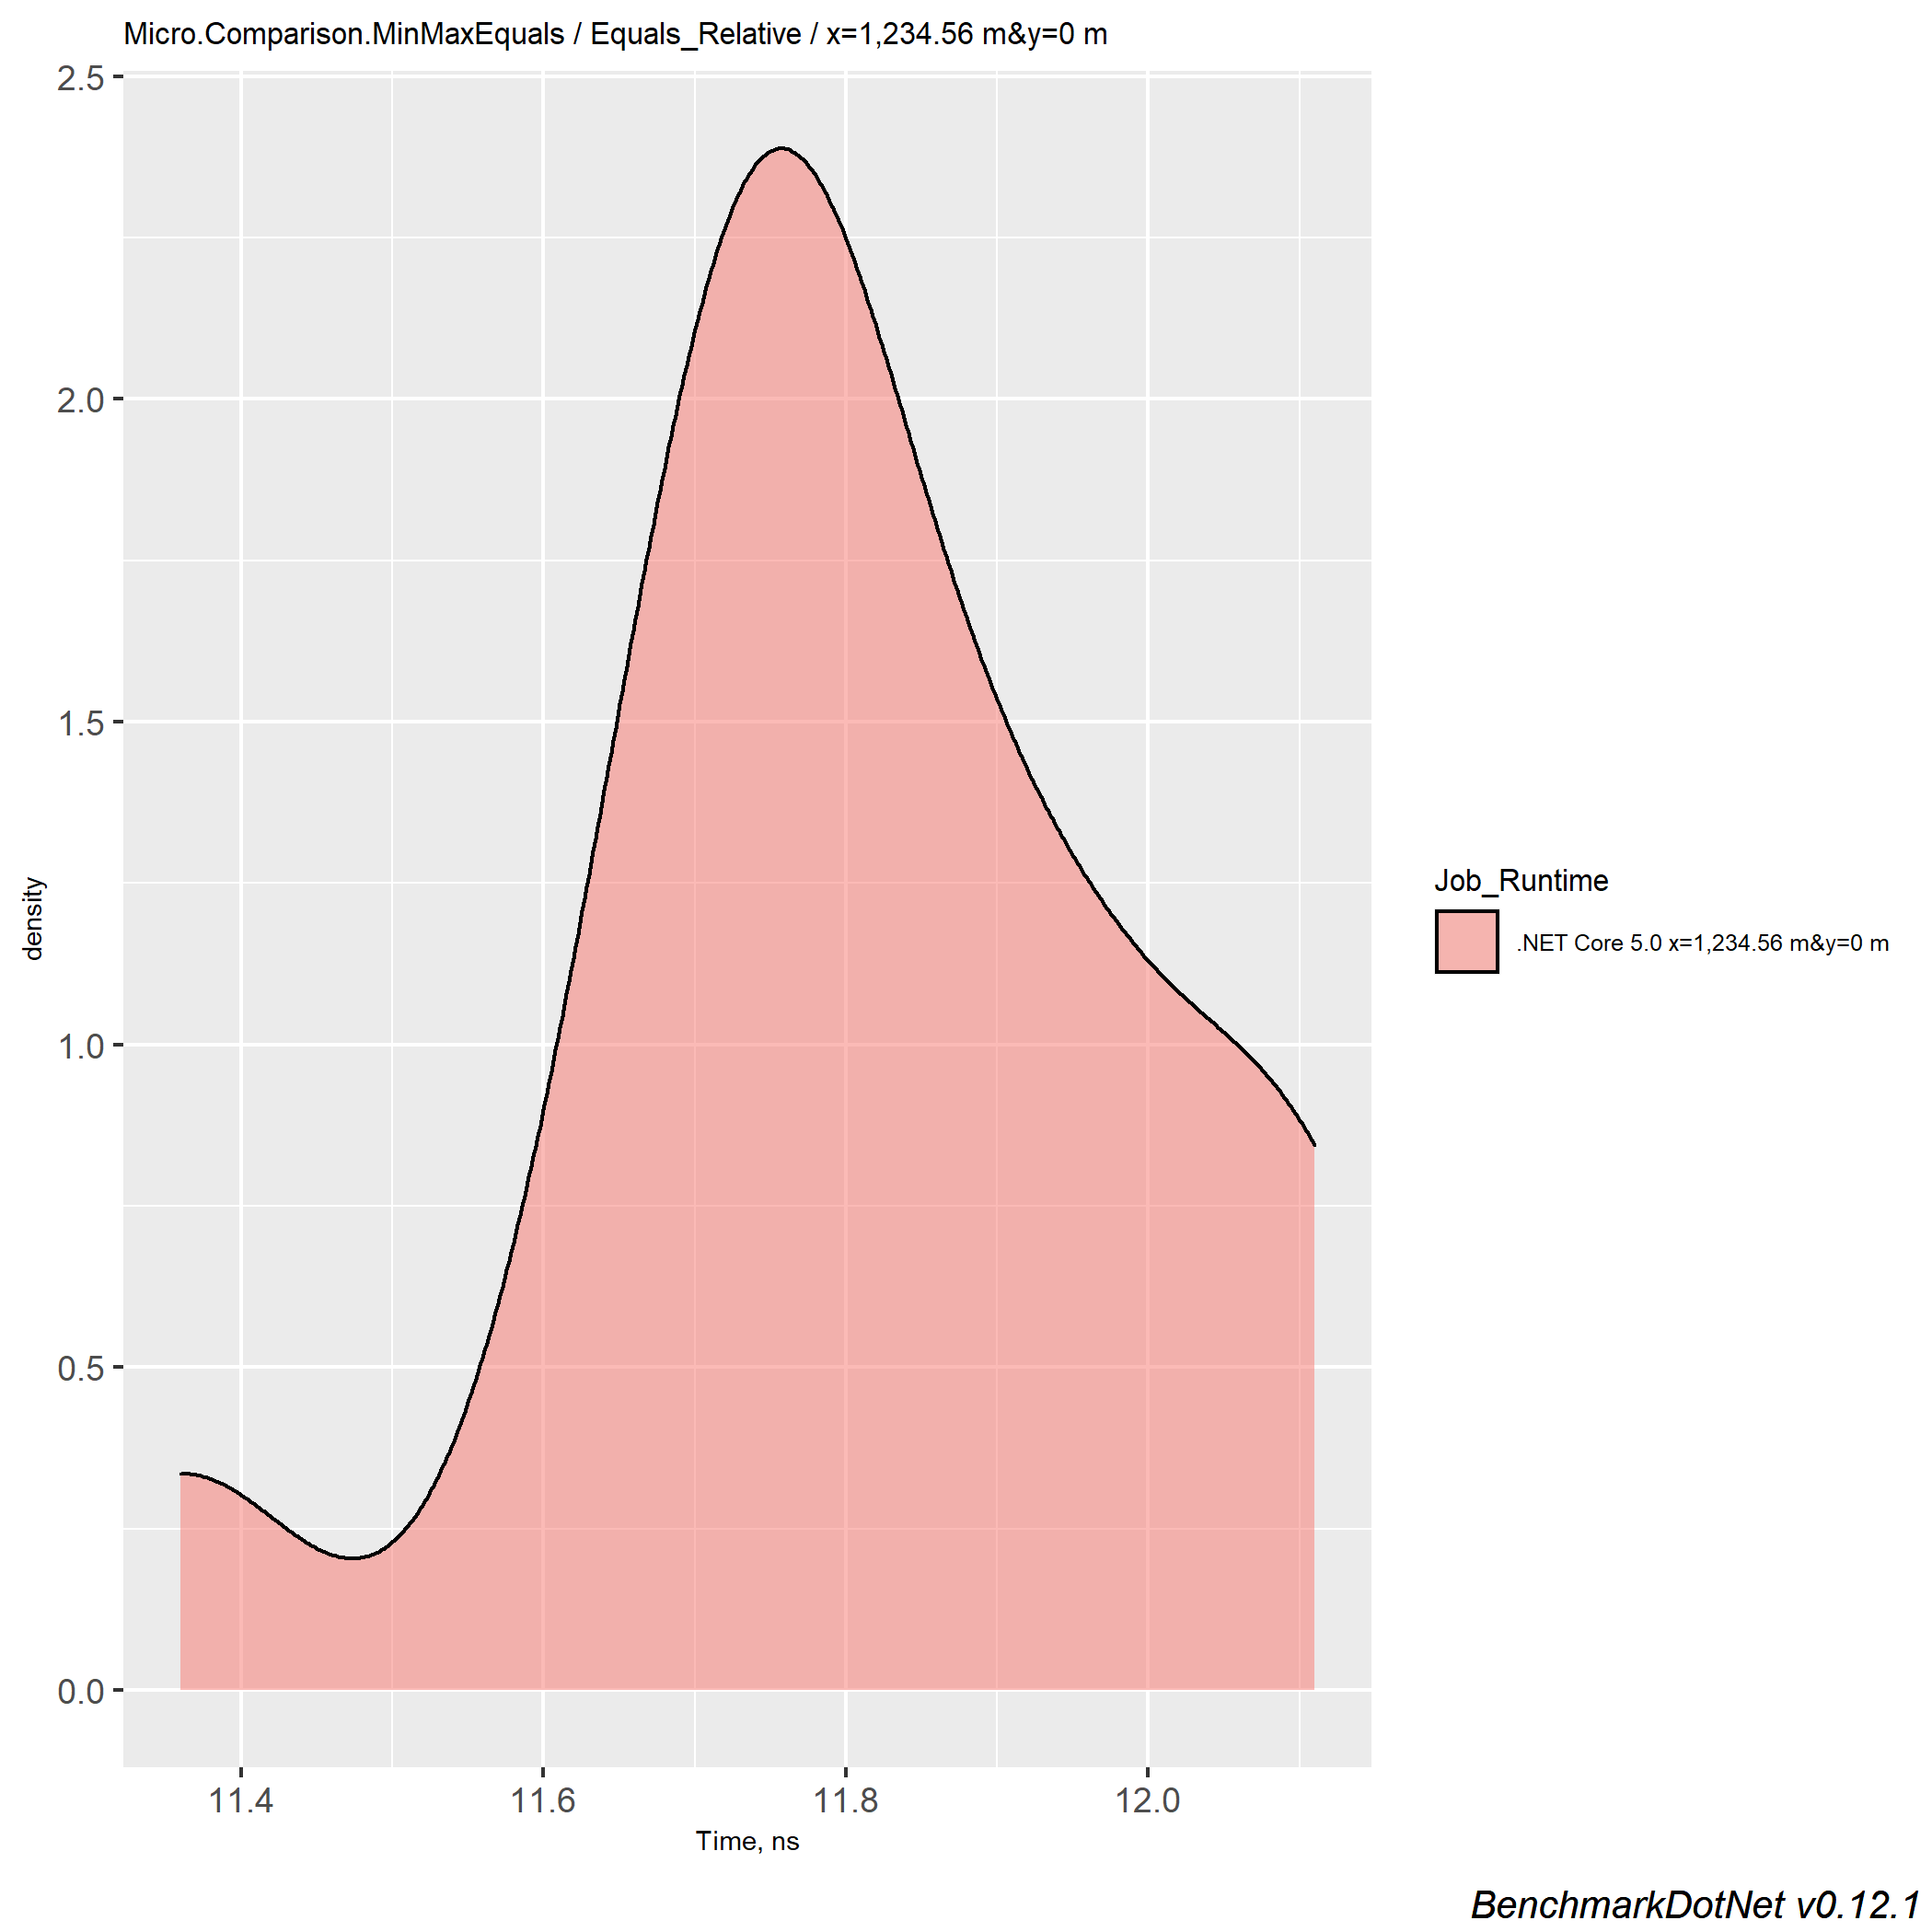 Micro.Comparison.MinMaxEquals / Equals_Relative / x=1,234.56 m&y=0 m
2.5
2.0
1.5
1.0
0.5
0.0
density
11.4 11.6 11.8 12.0
Time, ns
Job_Runtime
.NET Core 5.0 x=1,234.56 m&y=0 m
BenchmarkDotNet v0.12.1